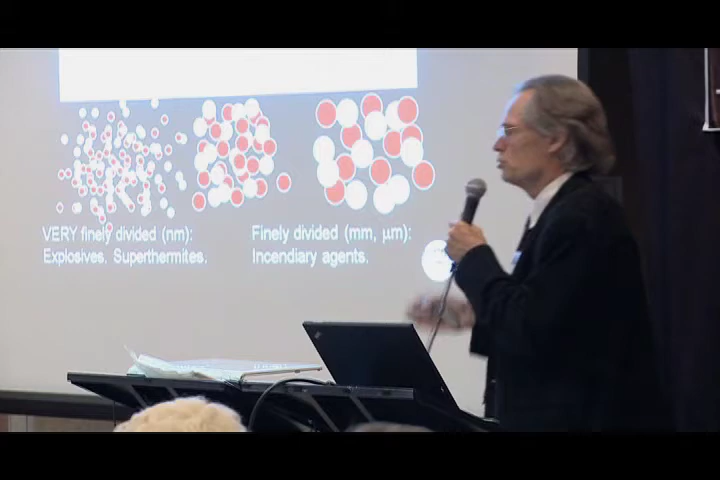 VERY finely divided (nm):
Explosives. Superthermites.
Finely divided (mm, μm):
Incendiary agents.